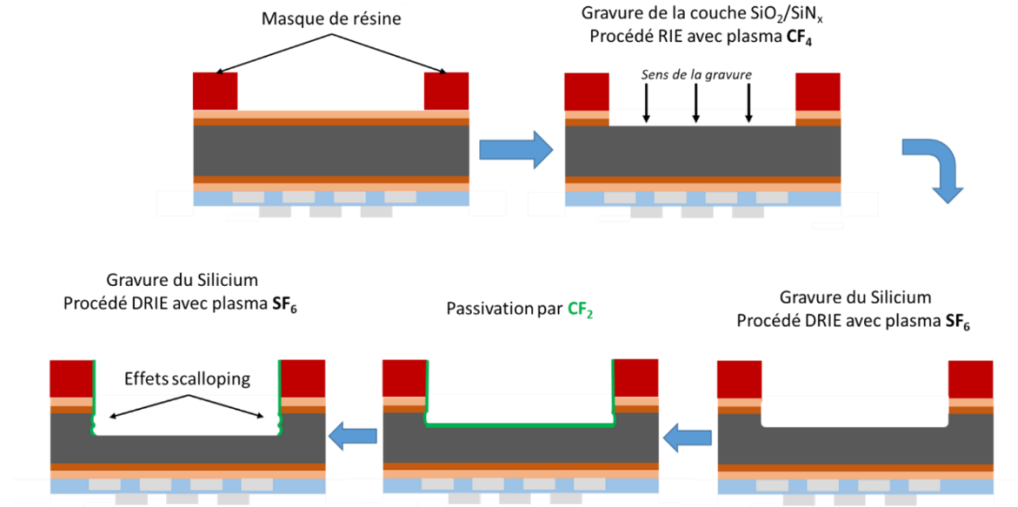 Masque de résine
Gravure de la couche SiO₂/SiNₓ
Procédé RIE avec plasma CF₄
Sens de la gravure
Gravure du Silicium
Procédé DRIE avec plasma SF₆
Effets scalloping
Passivation par CF₂
Gravure du Silicium
Procédé DRIE avec plasma SF₆